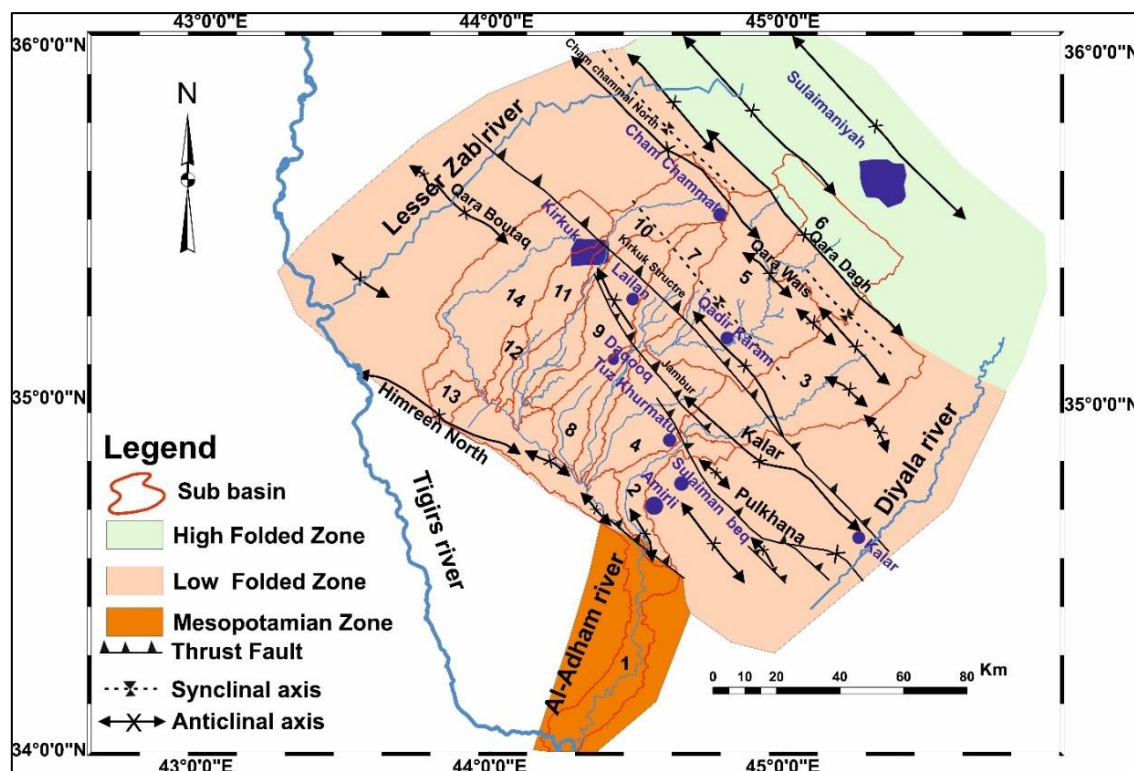 43°0'0"E
44°0'0"E
45°0'0"E
36°0'0"N
36°0'0"N
N
Cham chammal North
Sulaimaniyah
Lesser Zab river
Cham Chammal
Qara Boutaq
Kirkuk
10
7
6
Qara Dagh
Qara Wais
5
Kirkuk Structre
Lailan
14
11
Qadir Karam
9
12
Daqooq
3
Jambur
Tuz Khurmatu
35°0'0"N
35°0'0"N
13
Himreen North
8
4
Kalar
Diyala river
2
Amirli
Sulaiman beq
Pulkhana
Kalar
Tigirs river
Al-Adham river
1
Legend
Sub basin
High Folded Zone
Low Folded Zone
Mesopotamian Zone
Thrust Fault
Synclinal axis
Anticlinal axis
Km
0 10 20 40 60 80
34°0'0"N
34°0'0"N
43°0'0"E
44°0'0"E
45°0'0"E